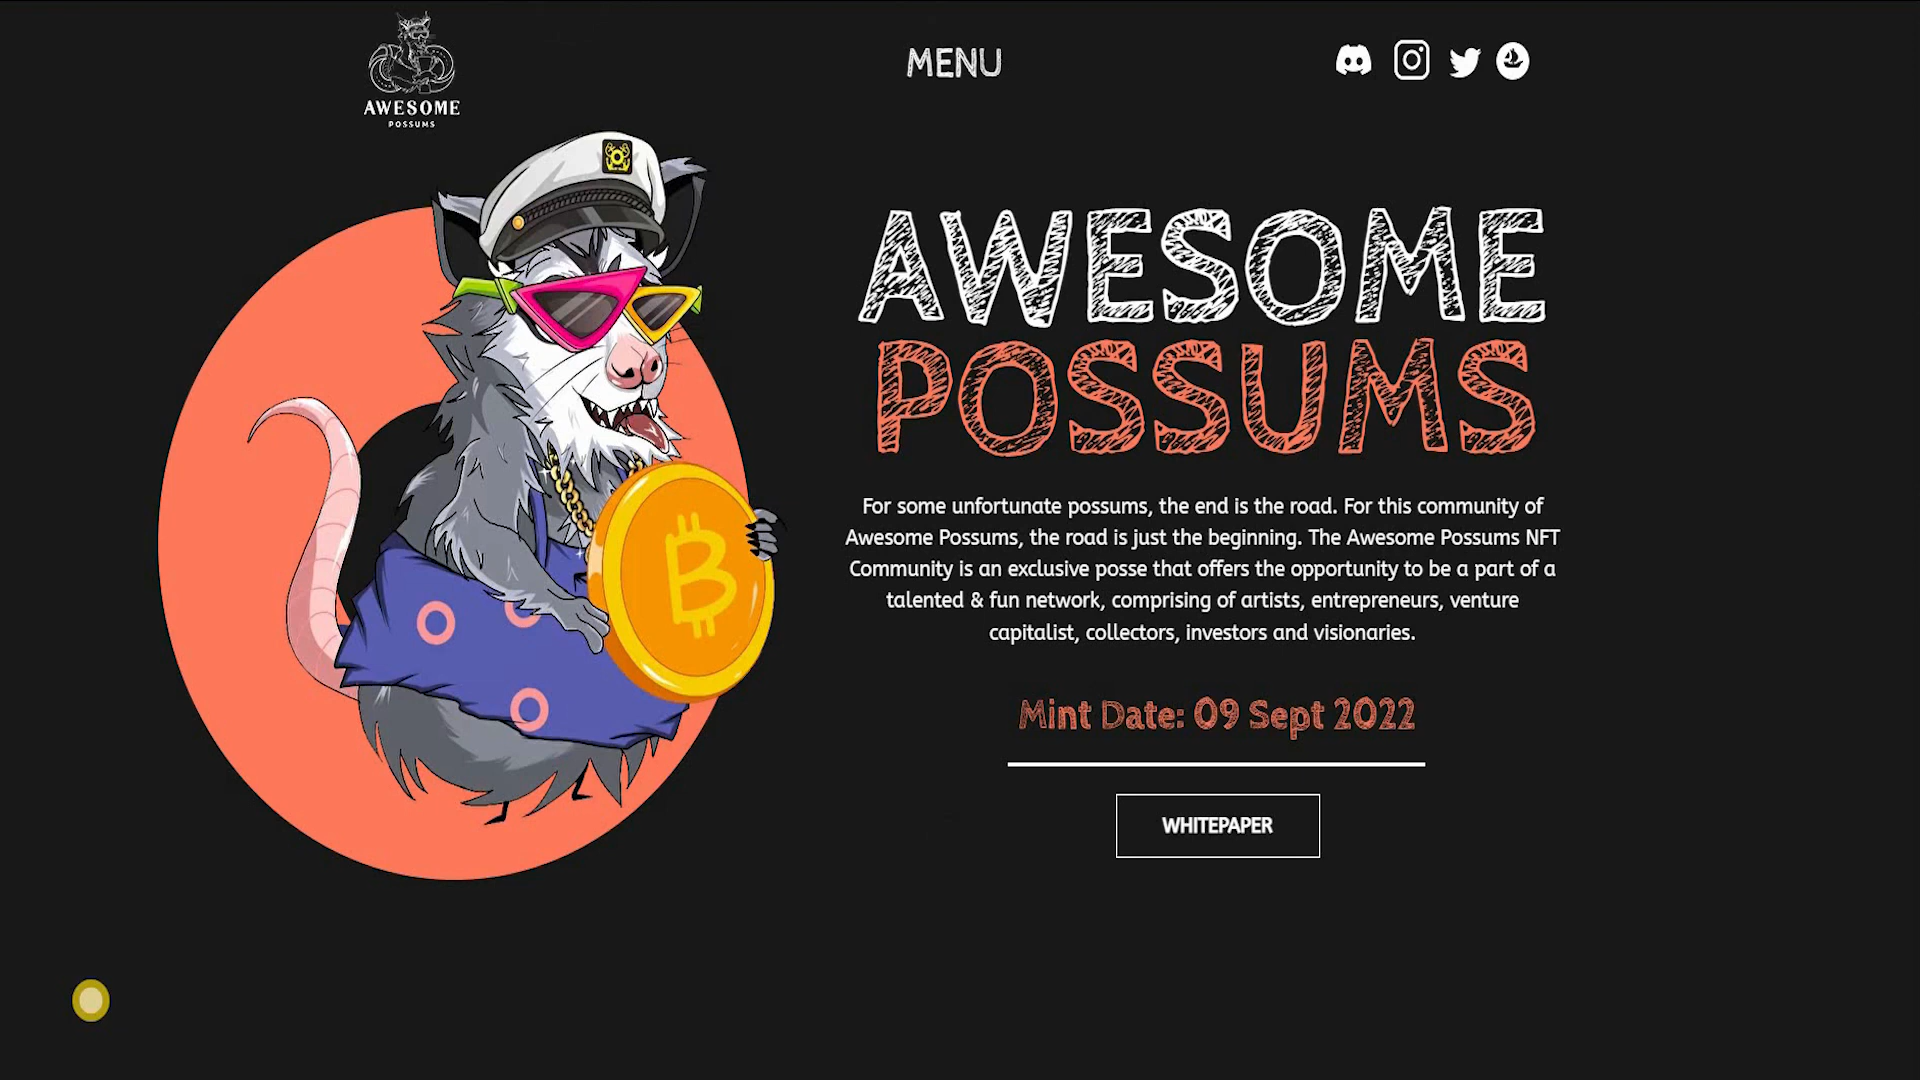 AWESOME
POSSUMS
MENU
AWESOME
POSSUMS
For some unfortunate possums, the end is the road. For this community of
Awesome Possums, the road is just the beginning. The Awesome Possums NFT
Community is an exclusive posse that offers the opportunity to be a part of a
talented & fun network, comprising of artists, entrepreneurs, venture
capitalist, collectors, investors and visionaries.
Mint Date: 09 Sept 2022
WHITEPAPER